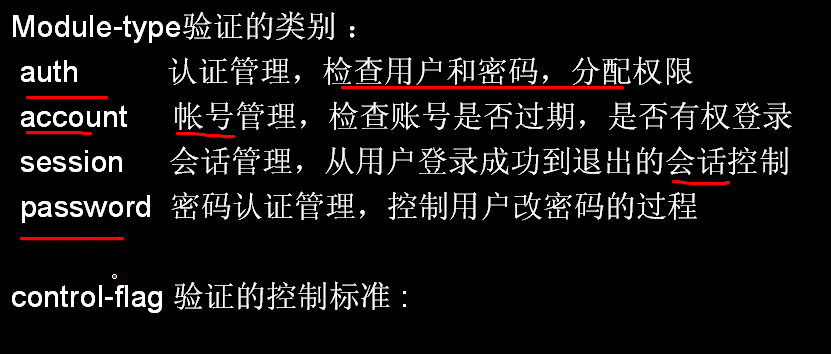 Module-type验证的类别：
auth 认证管理，检查用户和密码，分配权限
account 帐号管理，检查账号是否过期，是否有权登录
session 会话管理，从用户登录成功到退出的会话控制
password 密码认证管理，控制用户改密码的过程
control-flag 验证的控制标准：